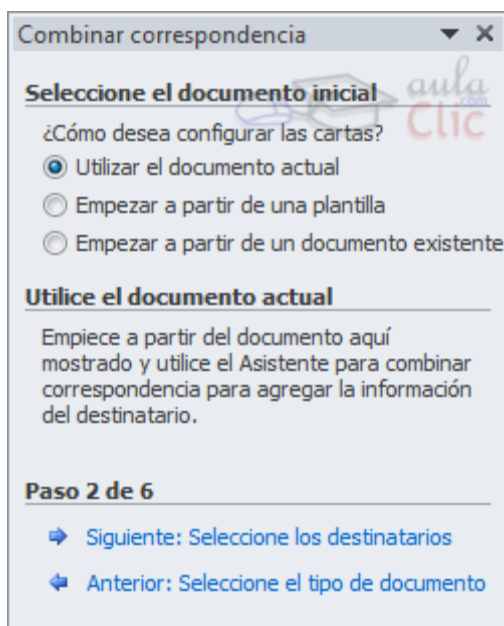 Combinar correspondencia
aula
.com
Clic
Seleccione el documento inicial
¿Cómo desea configurar las cartas?
Utilizar el documento actual
Empezar a partir de una plantilla
Empezar a partir de un documento existente
Utilice el documento actual
Empiece a partir del documento aquí
mostrado y utilice el Asistente para combinar
correspondencia para agregar la información
del destinatario.
Paso 2 de 6
Siguiente: Seleccione los destinatarios
Anterior: Seleccione el tipo de documento